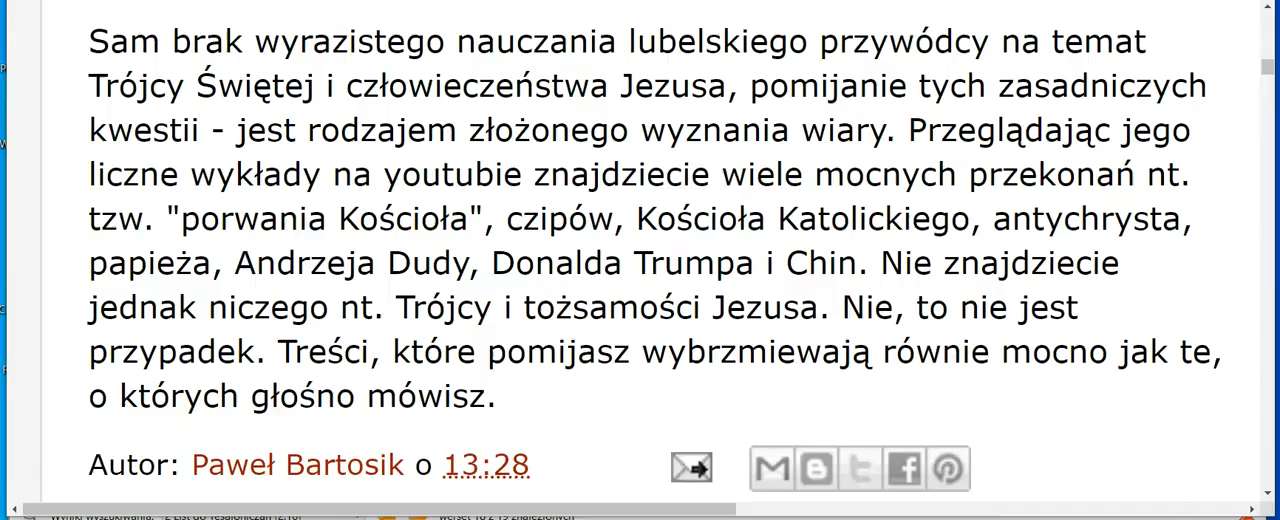 Sam brak wyrazistego nauczania lubelskiego przywódcy na temat
Trójcy Świętej i człowieczeństwa Jezusa, pomijanie tych zasadniczych
kwestii - jest rodzajem złożonego wyznania wiary. Przeglądając jego
liczne wykłady na youtubie znajdziecie wiele mocnych przekonań nt.
tzw. "porwania Kościoła", czipów, Kościoła Katolickiego, antychrysta,
papieża, Andrzeja Dudy, Donalda Trumpa i Chin. Nie znajdziecie
jednak niczego nt. Trójcy i tożsamości Jezusa. Nie, to nie jest
przypadek. Treści, które pomijasz wybrzmiewają równie mocno jak te,
o których głośno mówisz.
Autor: Paweł Bartosik o 13:28